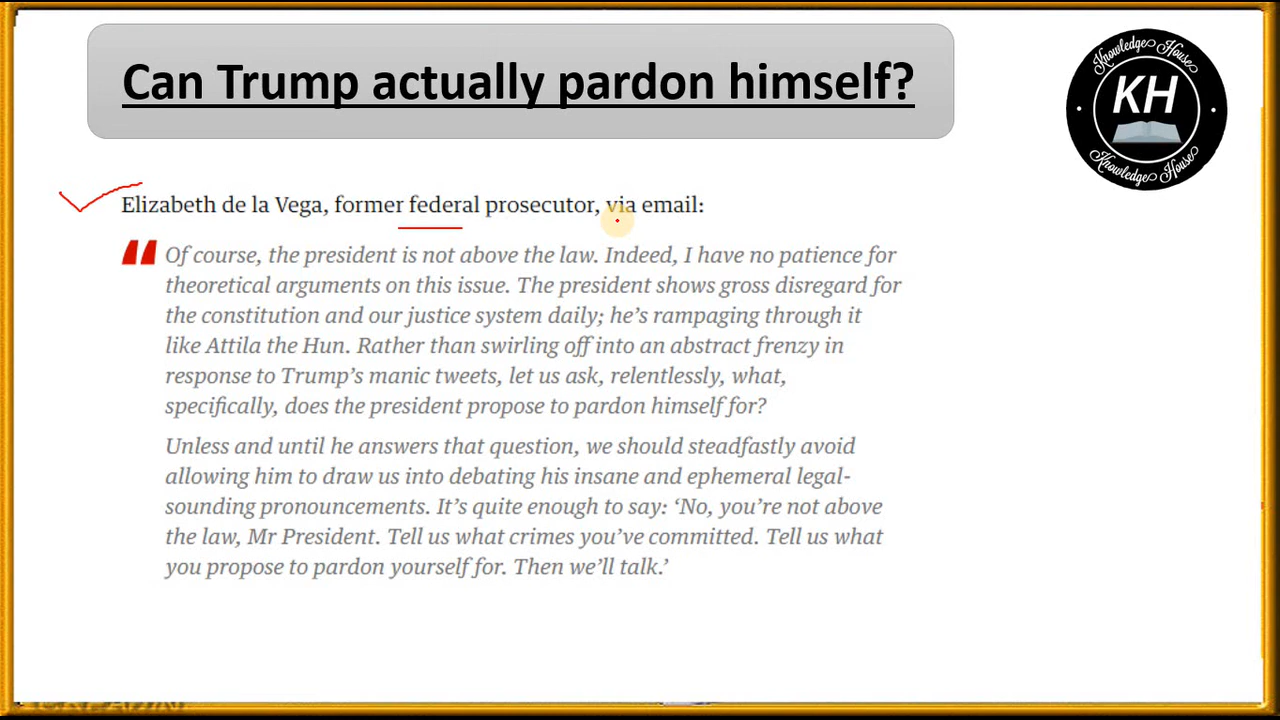 Can Trump actually pardon himself?
Knowledge House
KH
Knowledge House
Elizabeth de la Vega, former federal prosecutor, via email:
“Of course, the president is not above the law. Indeed, I have no patience for
theoretical arguments on this issue. The president shows gross disregard for
the constitution and our justice system daily; he’s rampaging through it
like Attila the Hun. Rather than swirling off into an abstract frenzy in
response to Trump’s manic tweets, let us ask, relentlessly, what,
specifically, does the president propose to pardon himself for?
Unless and until he answers that question, we should steadfastly avoid
allowing him to draw us into debating his insane and ephemeral legal-
sounding pronouncements. It’s quite enough to say: ‘No, you’re not above
the law, Mr President. Tell us what crimes you’ve committed. Tell us what
you propose to pardon yourself for. Then we’ll talk.’